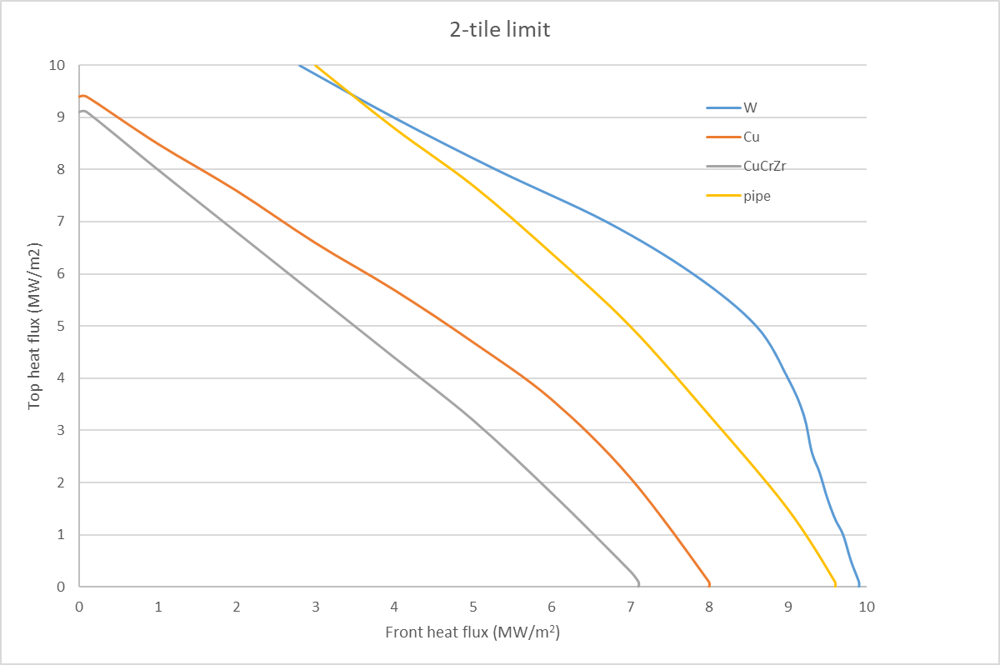 2-tile limit
10
9
8
7
6
5
4
3
2
1
0
Top heat flux (MW/m2)
W
Cu
CuCrZr
pipe
0 1 2 3 4 5 6 7 8 9 10
Front heat flux (MW/m²)